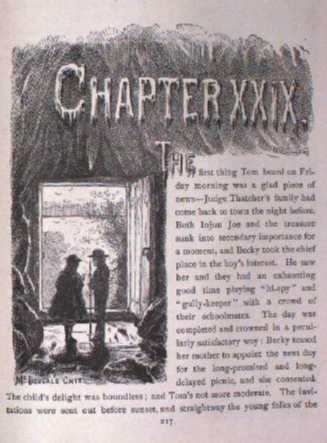 CHAPTER XXIX.
THE first thing Tom heard on Fri-
day morning was a glad piece of
news—Judge Thatcher's family had
come back to town the night before.
Both Injun Joe and the treasure
sunk into secondary importance for
a moment, and Becky took the chief
place in the boy's interest. He saw
her and they had an exhausting
good time playing "hi-spy" and
"gully-keeper" with a crowd of
their schoolmates. The day was
completed and crowned in a pecul-
iarly satisfactory way: Becky teased
her mother to appoint the next day
for the long-promised and long-
delayed picnic, and she consented.
McDOUGAL'S CAVE.
The child's delight was boundless; and Tom's not more moderate. The invi-
tations were sent out before sunset, and straightway the young folks of the
217